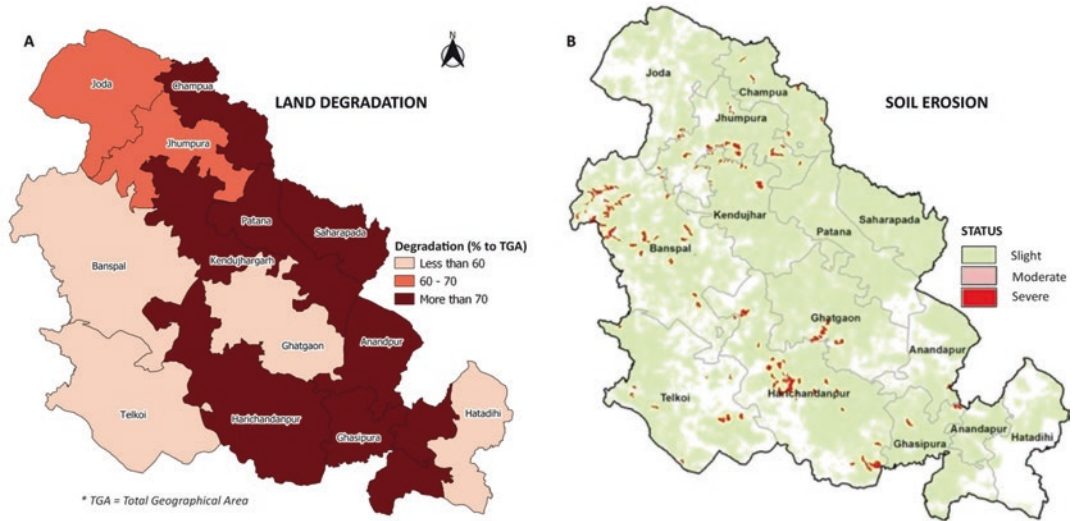 A
N
LAND DEGRADATION
Joda
Champua
Jhumpura
Patana
Saharapada
Kendujhargarh
Banspal
Ghatgaon
Anandpur
Telkoi
Harichandanpur
Ghasipura
Hatadihi
Degradation (% to TGA)
Less than 60
60 - 70
More than 70
* TGA = Total Geographical Area
B
SOIL EROSION
Joda
Champua
Jhumpura
Kendujhar
Saharapada
Patana
Banspal
Ghatgaon
Anandapur
Telkoi
Harichandanpur
Ghasipura
Anandapur
Hatadihi
STATUS
Slight
Moderate
Severe